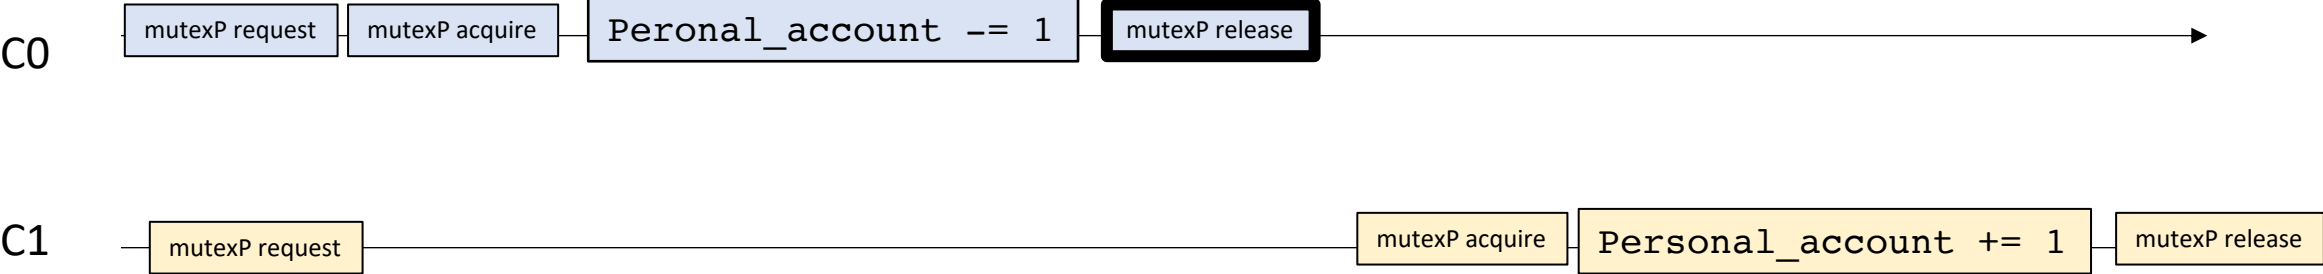 C0
mutexP request
mutexP acquire
Peronal_account -= 1
mutexP release
C1
mutexP request
mutexP acquire
Personal_account += 1
mutexP release